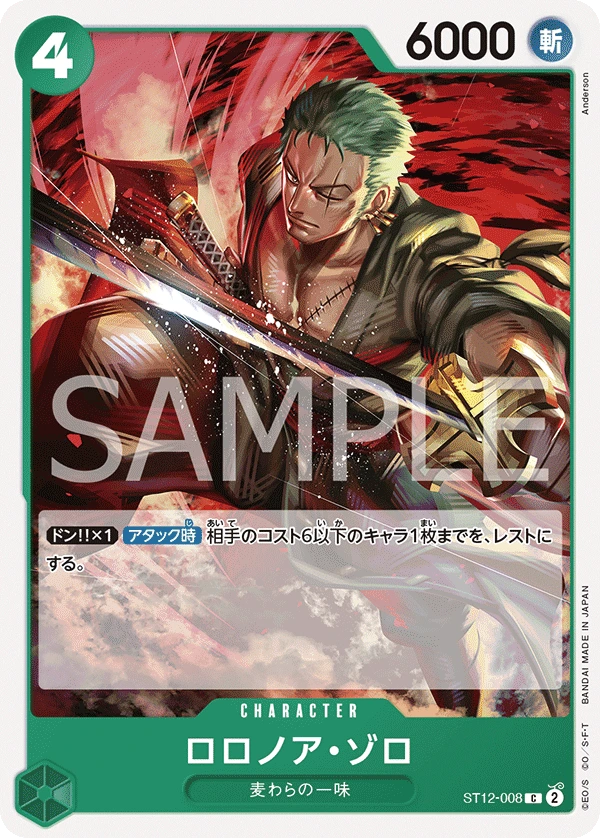 4
6000
斬
Anderson
SAMPLE
ドン!!×1 アタック時 相手のコスト6以下のキャラ1枚までを、レストに
する。
CHARACTER
ロロノア・ゾロ
麦わらの一味
ST12-008 C 2
©E.O/S ©O/S・F・T BANDAI MADE IN JAPAN